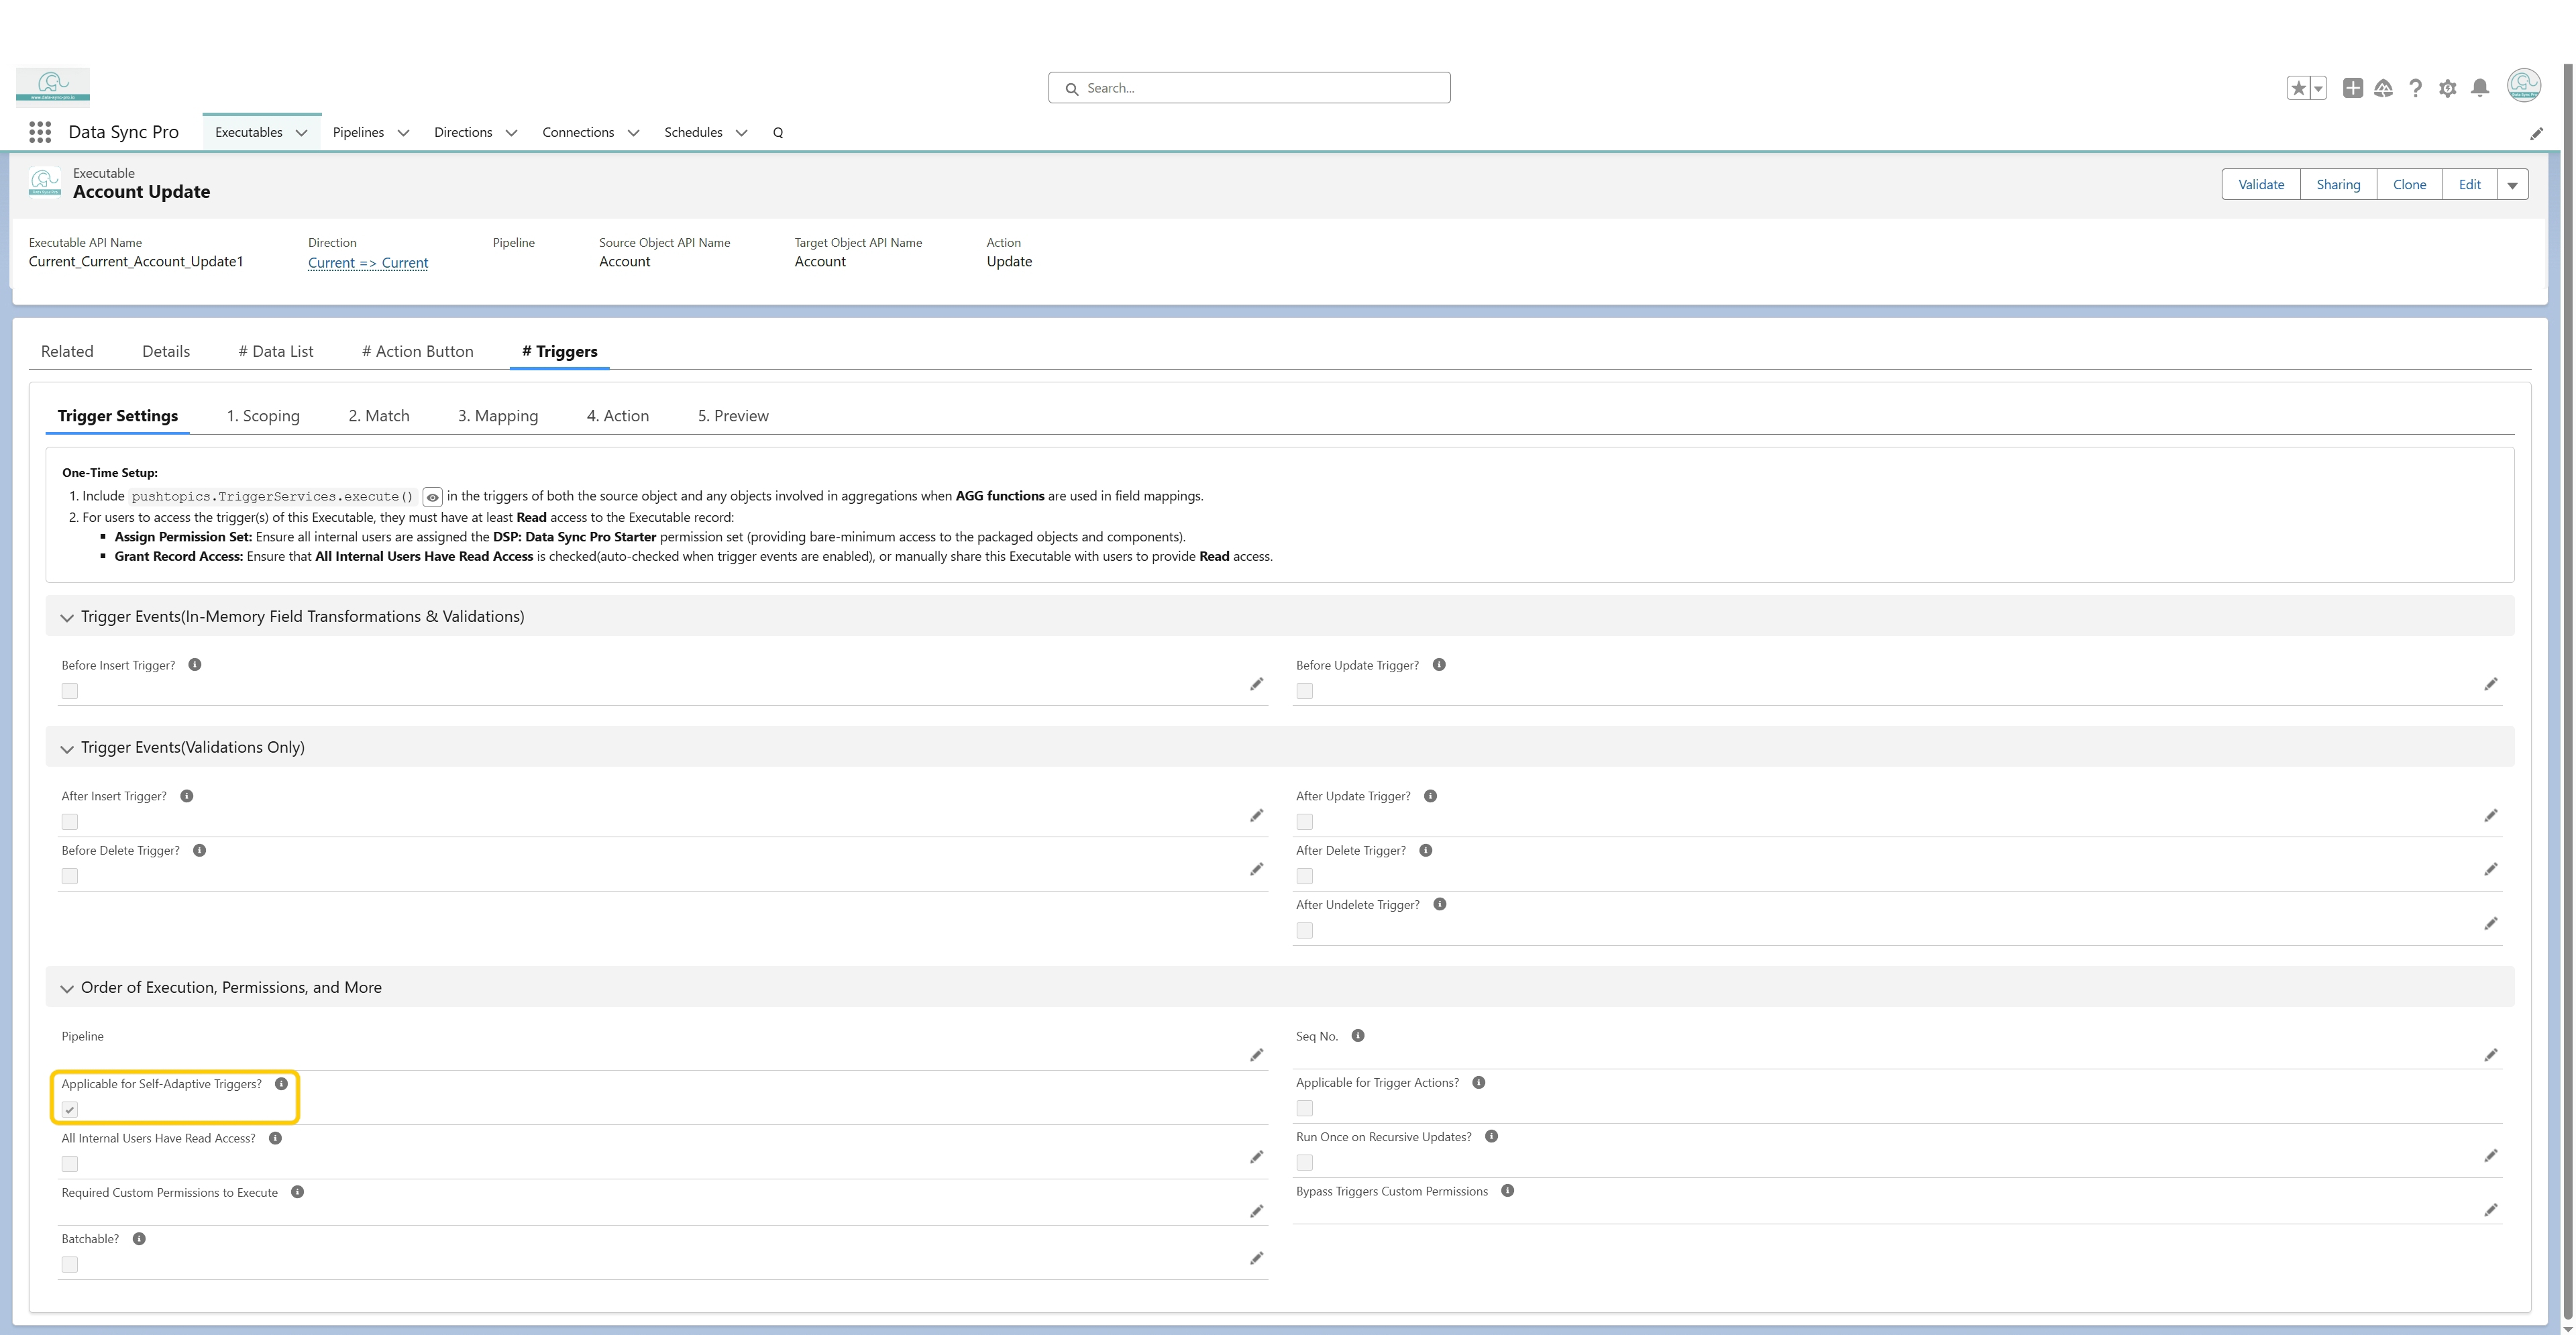 www.data-sync-pro.io
Search...
Data Sync Pro
Executables
Pipelines
Directions
Connections
Schedules
Q
Executable
Account Update
Validate
Sharing
Clone
Edit
Executable API Name
Current_Current_Account_Update1
Direction
Current => Current
Pipeline
Source Object API Name
Account
Target Object API Name
Account
Action
Update
Related
Details
# Data List
# Action Button
# Triggers
Trigger Settings
1. Scoping
2. Match
3. Mapping
4. Action
5. Preview
One-Time Setup:
1. Include pushtopics.TriggerServices.execute() in the triggers of both the source object and any objects involved in aggregations when AGG functions are used in field mappings.
2. For users to access the trigger(s) of this Executable, they must have at least Read access to the Executable record:
Assign Permission Set: Ensure all internal users are assigned the DSP: Data Sync Pro Starter permission set (providing bare-minimum access to the packaged objects and components).
Grant Record Access: Ensure that All Internal Users Have Read Access is checked(auto-checked when trigger events are enabled), or manually share this Executable with users to provide Read access.
Trigger Events(In-Memory Field Transformations & Validations)
Before Insert Trigger?
Before Update Trigger?
Trigger Events(Validations Only)
After Insert Trigger?
After Update Trigger?
Before Delete Trigger?
After Delete Trigger?
After Undelete Trigger?
Order of Execution, Permissions, and More
Pipeline
Seq No.
Applicable for Self-Adaptive Triggers?
Applicable for Trigger Actions?
All Internal Users Have Read Access?
Run Once on Recursive Updates?
Required Custom Permissions to Execute
Bypass Triggers Custom Permissions
Batchable?